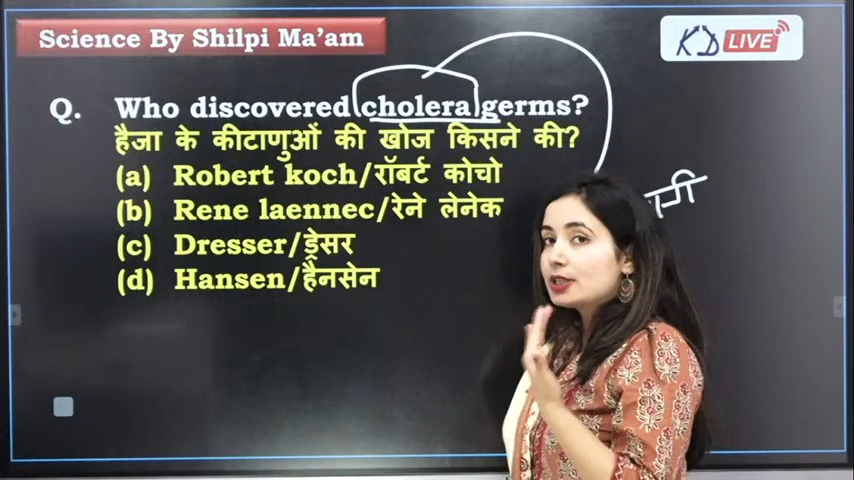 Science By Shilpi Ma'am
KD LIVE
Q. Who discovered cholera germs?
हैजा के कीटाणुओं की खोज किसने की?
(a) Robert koch/रॉबर्ट कोचो
(b) Rene laennec/रेने लेनेक
(c) Dresser/ड्रेसर
(d) Hansen/हैनसेन